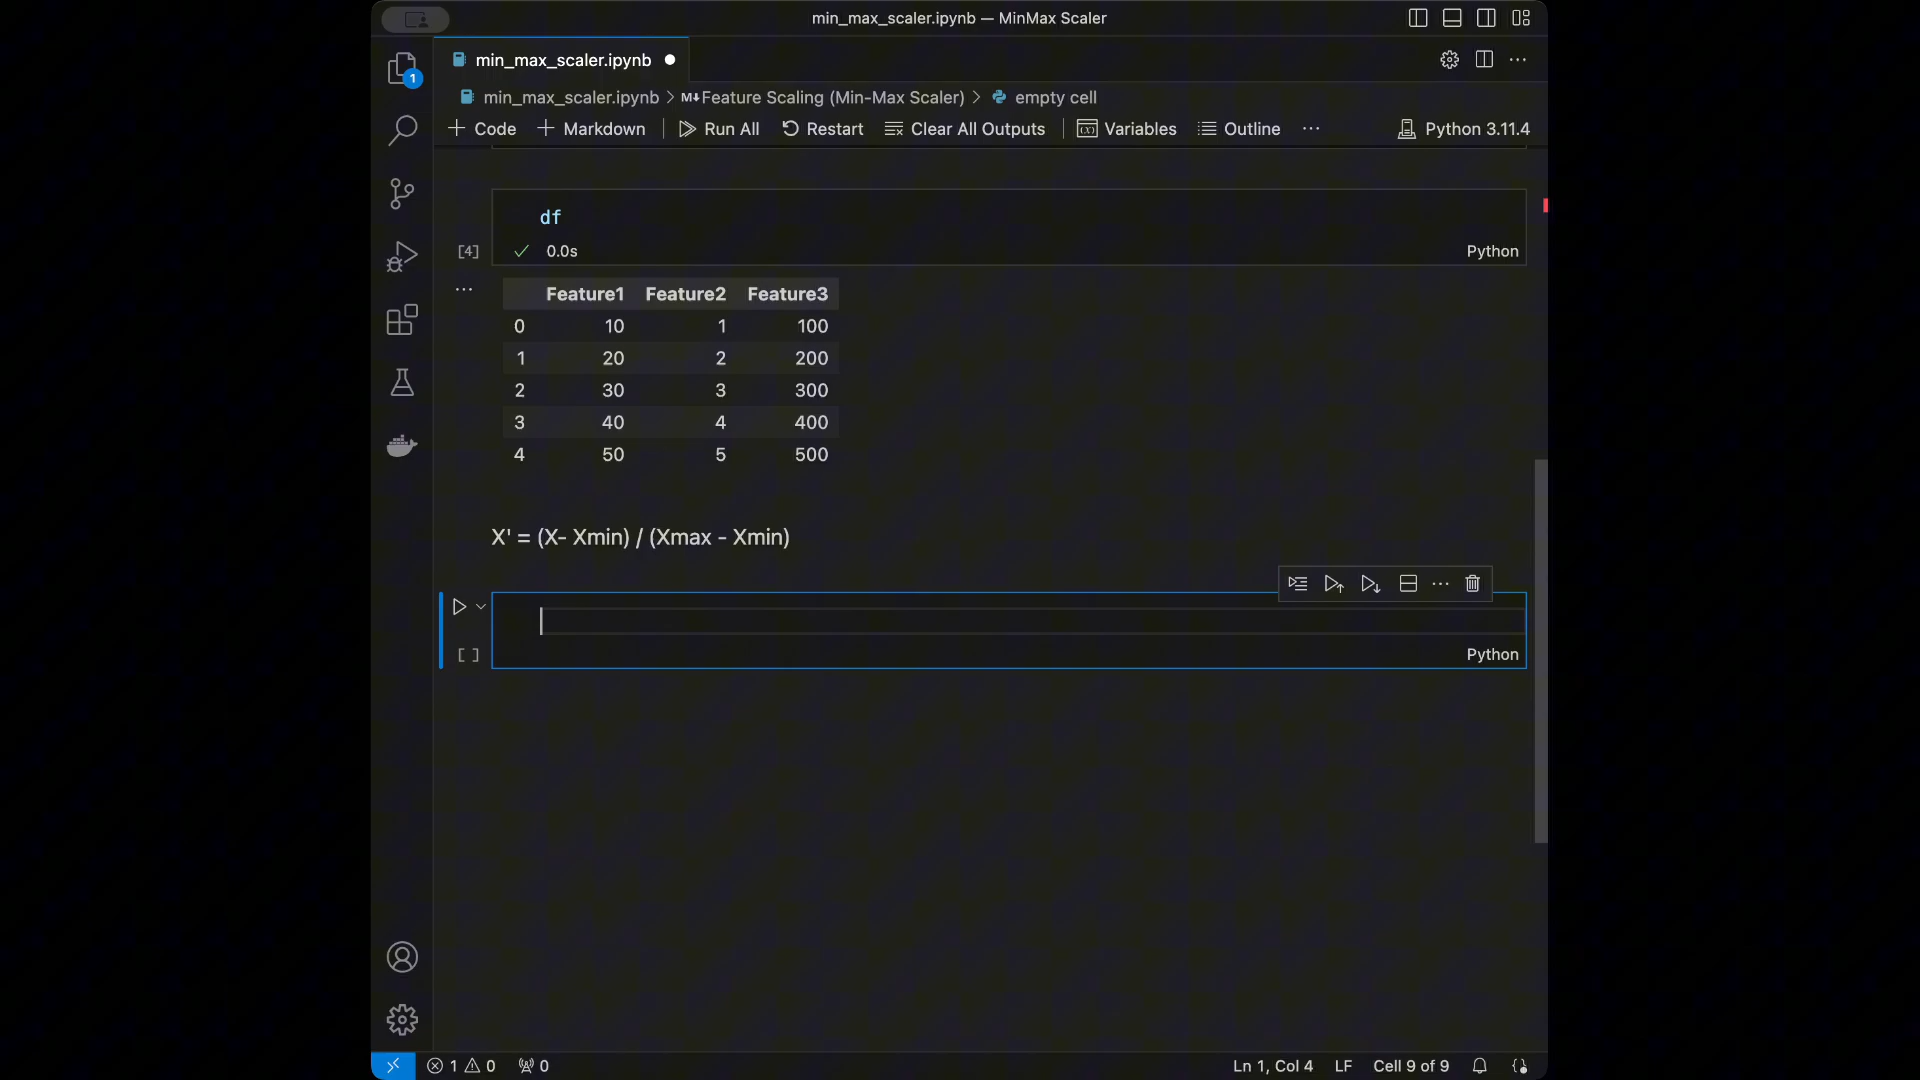 min_max_scaler.ipynb — MinMax Scaler
min_max_scaler.ipynb
1
min_max_scaler.ipynb > M↓ Feature Scaling (Min-Max Scaler) > empty cell
+ Code + Markdown | Run All Restart Clear All Outputs | Variables Outline ... Python 3.11.4
df
[4] ✓ 0.0s Python
...
Feature1 Feature2 Feature3
0 10 1 100
1 20 2 200
2 30 3 300
3 40 4 400
4 50 5 500
X' = (X- Xmin) / (Xmax - Xmin)
[ ] Python
1 0 0 Ln 1, Col 4 LF Cell 9 of 9